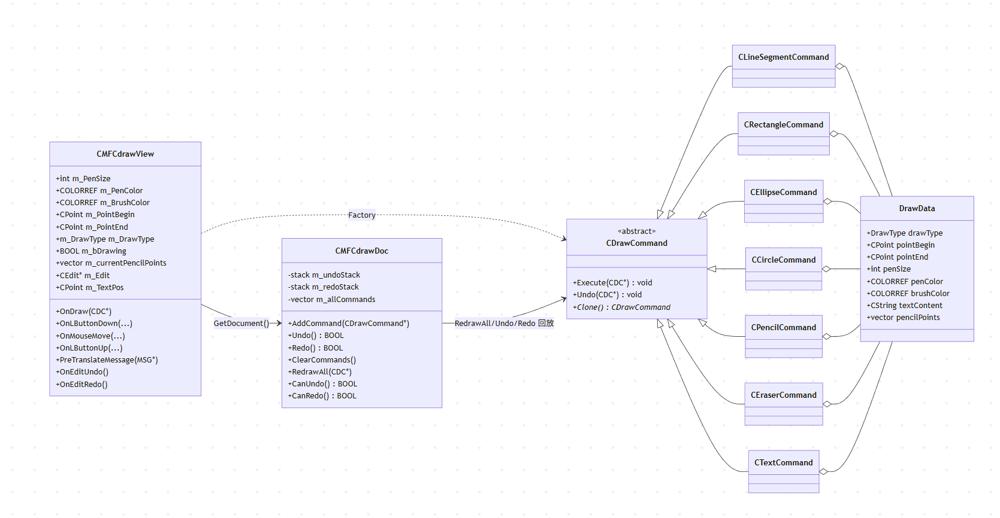 CMFCdrawView
+int m_PenSize
+COLORREF m_PenColor
+COLORREF m_BrushColor
+CPoint m_PointBegin
+CPoint m_PointEnd
+m_DrawType m_DrawType
+BOOL m_bDrawing
+vector m_currentPencilPoints
+CEdit* m_Edit
+CPoint m_TextPos
+OnDraw(CDC*)
+OnLButtonDown(...)
+OnMouseMove(...)
+OnLButtonUp(...)
+PreTranslateMessage(MSG*)
+OnEditUndo()
+OnEditRedo()
Factory
GetDocument()
CMFCdrawDoc
-stack m_undoStack
-stack m_redoStack
-vector m_allCommands
+AddCommand(CDrawCommand*)
+Undo() : BOOL
+Redo() : BOOL
+ClearCommands()
+RedrawAll(CDC*)
+CanUndo() : BOOL
+CanRedo() : BOOL
RedrawAll/Undo/Redo 回放
«abstract»
CDrawCommand
+Execute(CDC*) : void
+Undo(CDC*) : void
+Clone() : CDrawCommand
CLineSegmentCommand
CRectangleCommand
CEllipseCommand
CCircleCommand
CPencilCommand
CEraserCommand
CTextCommand
DrawData
+DrawType drawType
+CPoint pointBegin
+CPoint pointEnd
+int penSize
+COLORREF penColor
+COLORREF brushColor
+CString textContent
+vector pencilPoints